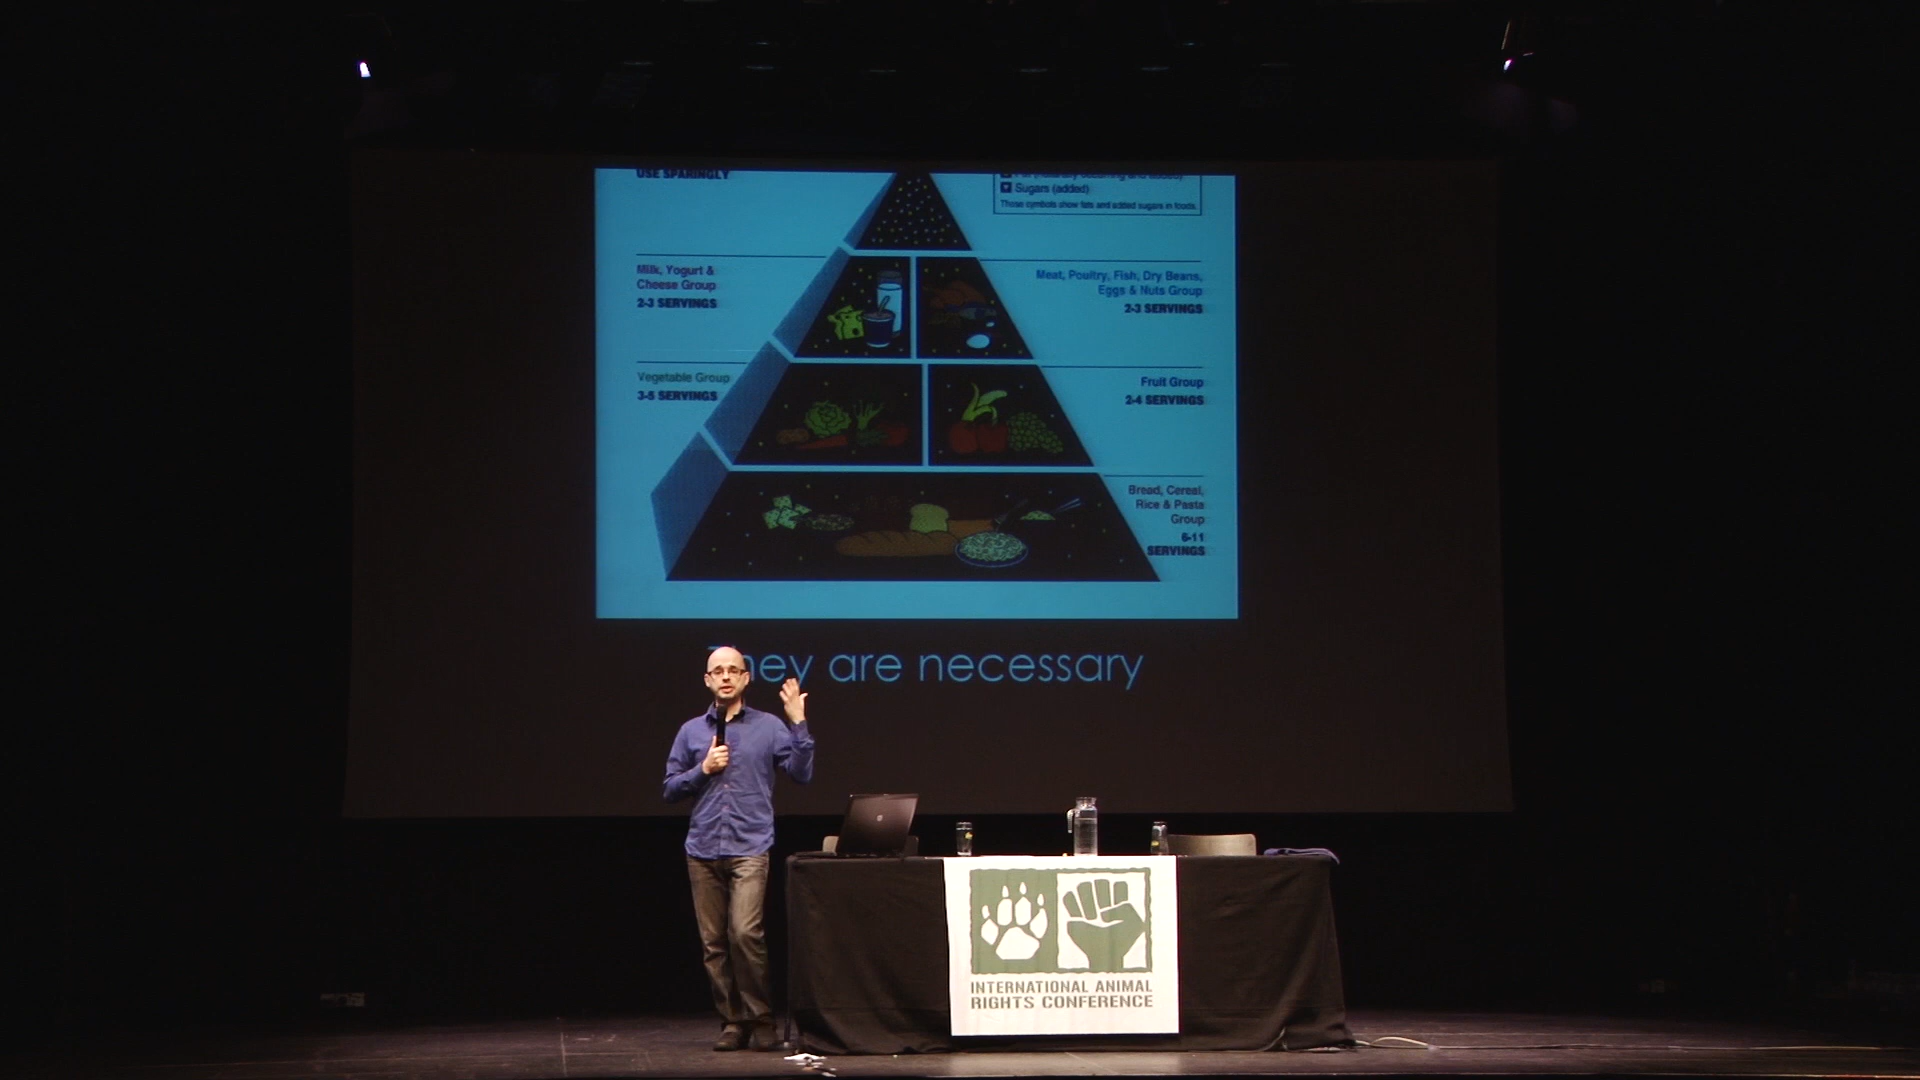 USE SPARINGLY
Sugars (added)
These symbols show fats and added sugars in foods.
Milk, Yogurt &
Cheese Group
2-3 SERVINGS
Meat, Poultry, Fish, Dry Beans,
Eggs & Nuts Group
2-3 SERVINGS
Vegetable Group
3-5 SERVINGS
Fruit Group
2-4 SERVINGS
Bread, Cereal,
Rice & Pasta
Group
6-11
SERVINGS
They are necessary
INTERNATIONAL ANIMAL
RIGHTS CONFERENCE